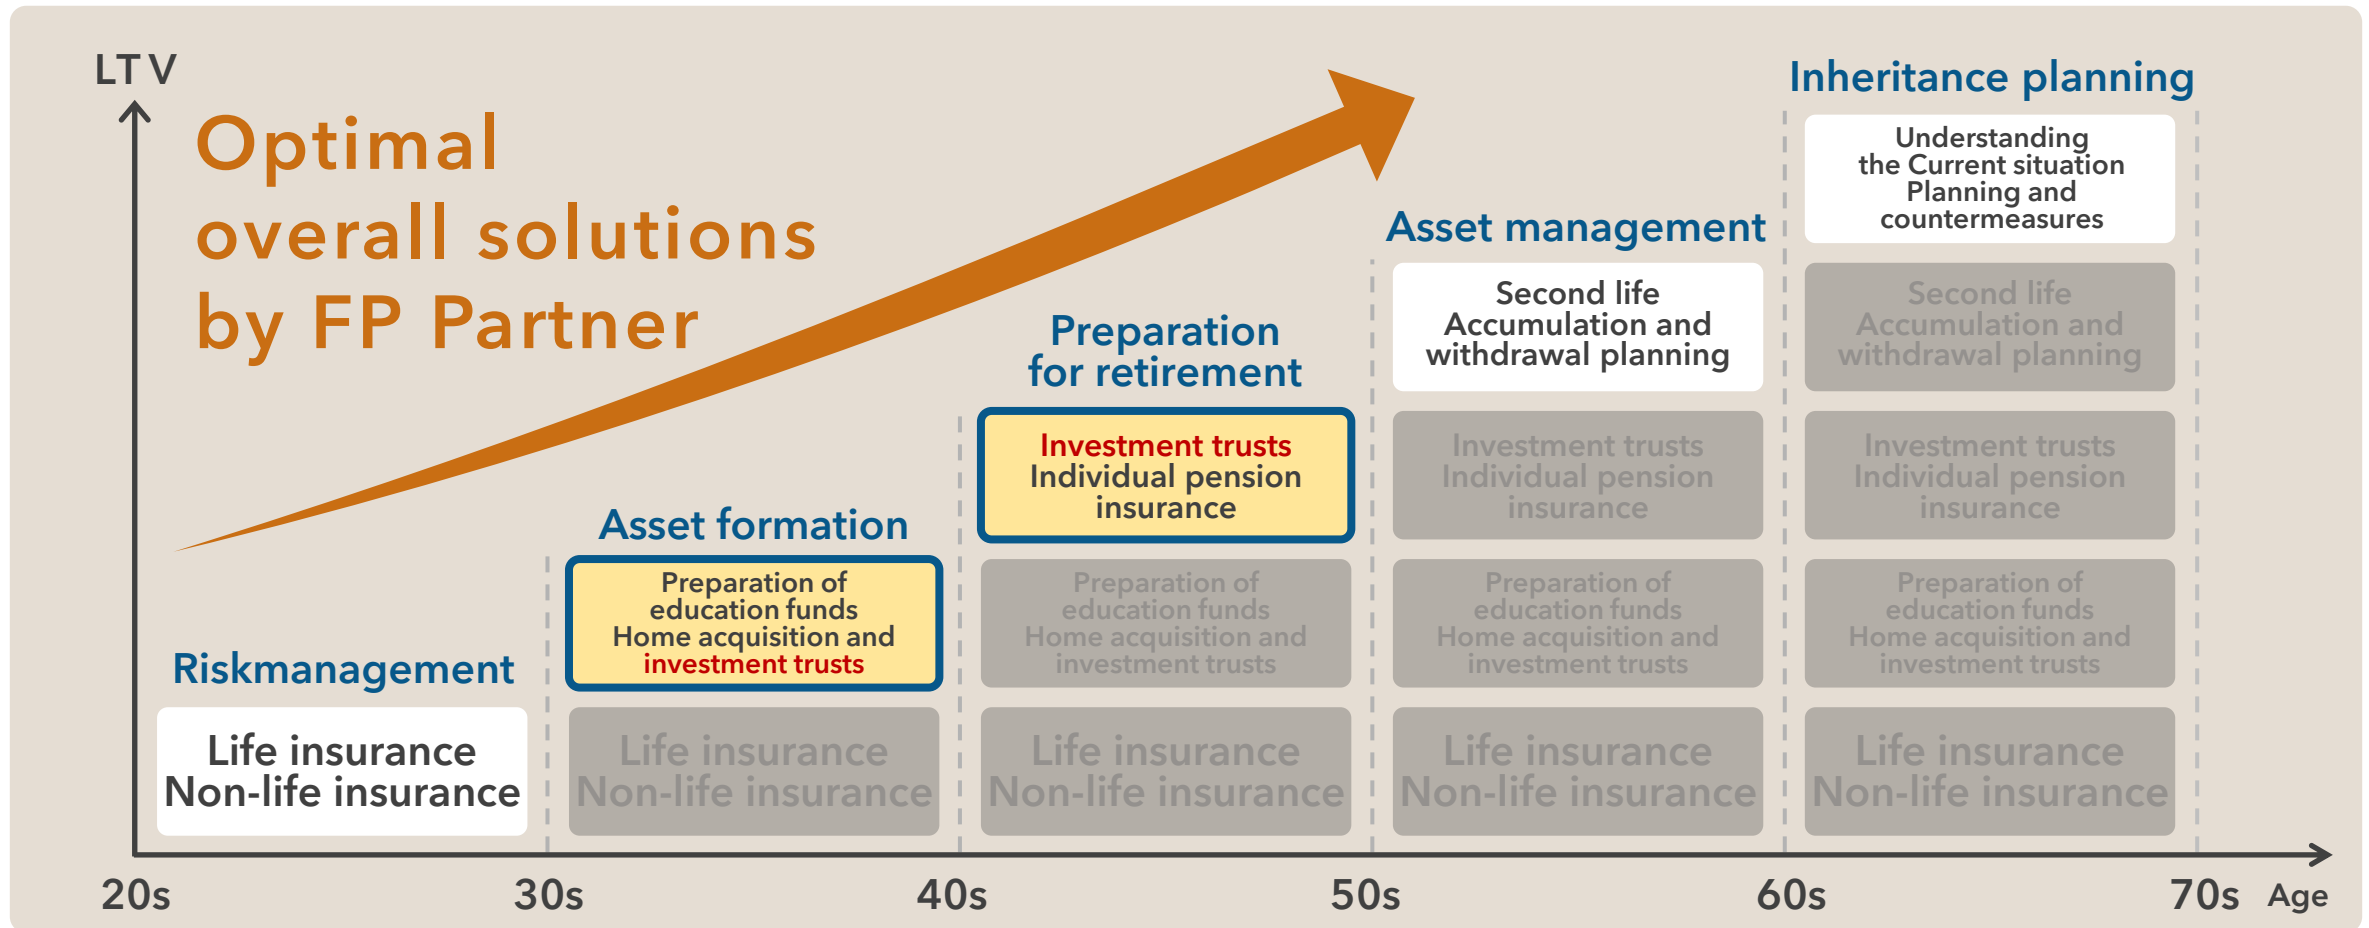 LTV
Optimal
overall solutions
by FP Partner
Riskmanagement
Life insurance
Non-life insurance
Asset formation
Preparation of
education funds
Home acquisition and
investment trusts
Life insurance
Non-life insurance
Preparation
for retirement
Investment trusts
Individual pension
insurance
Preparation of
education funds
Home acquisition and
investment trusts
Life insurance
Non-life insurance
Asset management
Second life
Accumulation and
withdrawal planning
Investment trusts
Individual pension
insurance
Preparation of
education funds
Home acquisition and
investment trusts
Life insurance
Non-life insurance
Inheritance planning
Understanding
the Current situation
Planning and
countermeasures
Second life
Accumulation and
withdrawal planning
Investment trusts
Individual pension
insurance
Preparation of
education funds
Home acquisition and
investment trusts
Life insurance
Non-life insurance
20s
30s
40s
50s
60s
70s
Age